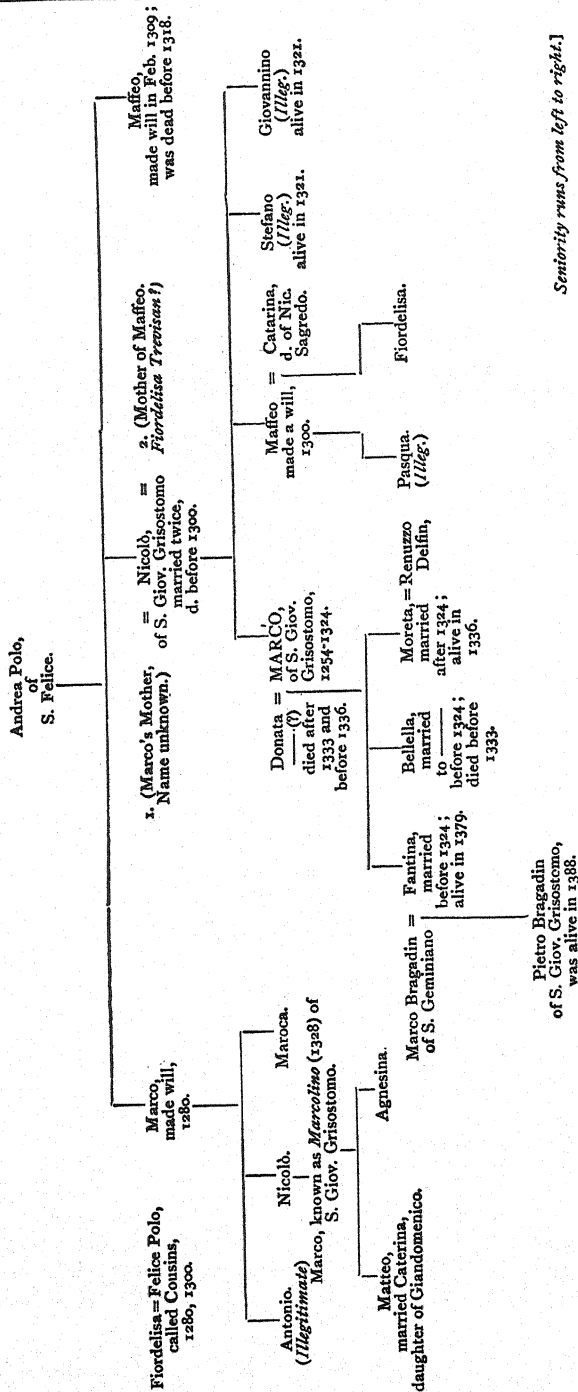 Andrea Polo,
of
S. Felice.
Fiordelisa=Felice Polo,
called Cousins,
1280, 1300.
Marco,
made will,
1280.
1. (Marco's Mother,
Name unknown.)
= Nicolò, =
of S. Giov. Grisostomo
married twice,
d. before 1300.
2. (Mother of Maffeo.
Fiordelisa Trevisan?)
Maffeo,
made will in Feb. 1309;
was dead before 1318.
Antonio.
(Illegitimate)
Nicolò.
Maroca.
Marco, known as Marcolino (1328) of
S. Giov. Grisostomo.
Matteo,
married Caterina,
daughter of Giandomenico.
Agnesina.
Donata =
—— (?)
died after
1333 and
before 1336.
MARCO,
of S. Giov.
Grisostomo,
1254-1324.
Maffeo =
made a will,
1300.
Catarina,
d. of Nic.
Sagredo.
Stefano
(Illeg.)
alive in 1321.
Giovannino
(Illeg.)
alive in 1321.
Marco Bragadin =
of S. Geminiano
Fantina,
married
before 1324;
alive in 1379.
Bellela,
married
to ——
before 1324;
died before
1333.
Moreta,
married
after 1324;
alive in
1336.
=Renuzzo
Delfin,
Pasqua.
(Illeg.)
Fiordelisa.
Pietro Bragadin
of S. Giov. Grisostomo,
was alive in 1388.
Seniority runs from left to right.]